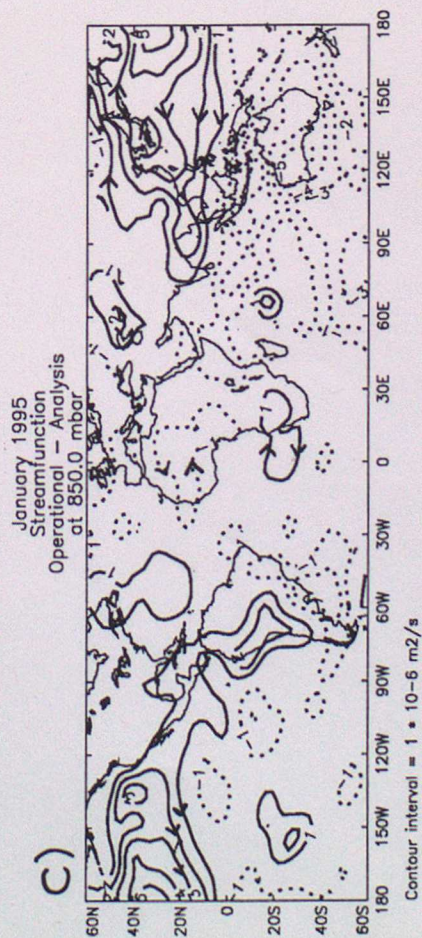 C)
January 1995
Streamfunction
Operational – Analysis
at 850.0 mbar
60N
40N
20N
0
20S
40S
60S
180
150W
120W
90W
60W
30W
0
30E
60E
90E
120E
150E
180
Contour interval = 1 * 10-6 m2/s